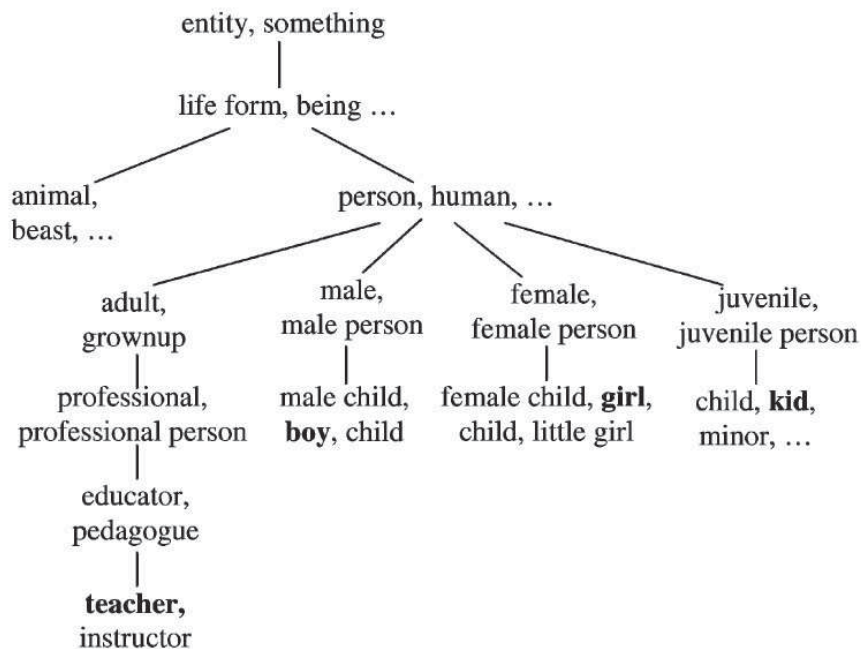 entity, something
life form, being …
animal,
beast, …
person, human, …
adult,
grownup
male,
male person
female,
female person
juvenile,
juvenile person
professional,
professional person
male child,
boy, child
female child, girl,
child, little girl
child, kid,
minor, …
educator,
pedagogue
teacher,
instructor